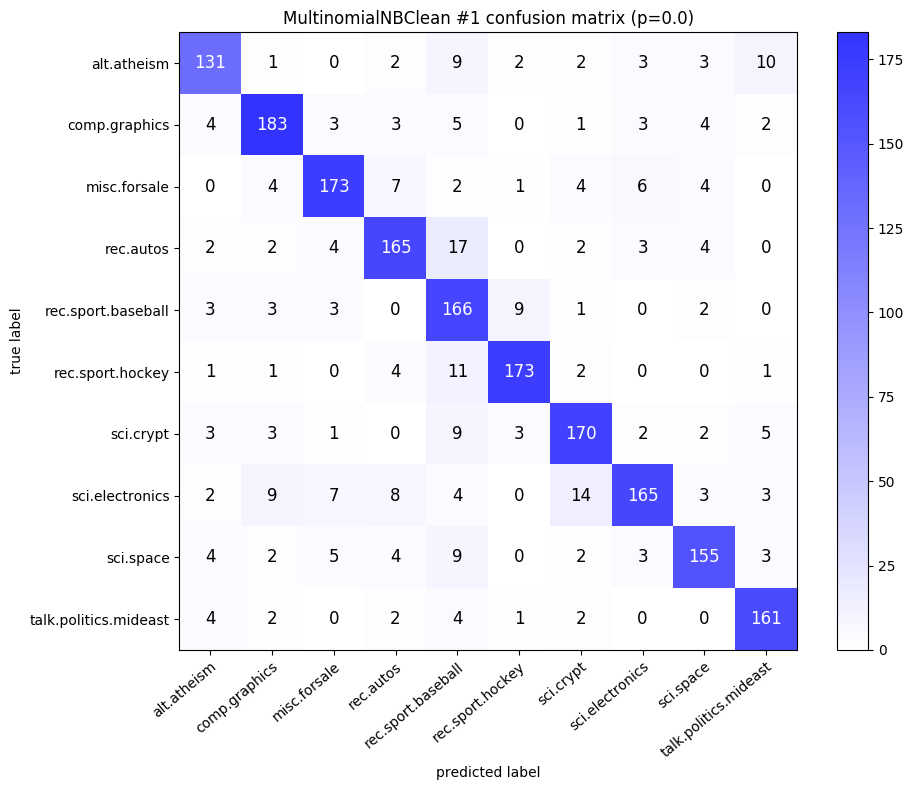 MultinomialNBClean #1 confusion matrix (p=0.0)
true label
alt.atheism 131 1 0 2 9 2 2 3 3 10
comp.graphics 4 183 3 3 5 0 1 3 4 2
misc.forsale 0 4 173 7 2 1 4 6 4 0
rec.autos 2 2 4 165 17 0 2 3 4 0
rec.sport.baseball 3 3 3 0 166 9 1 0 2 0
rec.sport.hockey 1 1 0 4 11 173 2 0 0 1
sci.crypt 3 3 1 0 9 3 170 2 2 5
sci.electronics 2 9 7 8 4 0 14 165 3 3
sci.space 4 2 5 4 9 0 2 3 155 3
talk.politics.mideast 4 2 0 2 4 1 2 0 0 161
alt.atheism
comp.graphics
misc.forsale
rec.autos
rec.sport.baseball
rec.sport.hockey
sci.crypt
sci.electronics
sci.space
talk.politics.mideast
predicted label
175
150
125
100
75
50
25
0